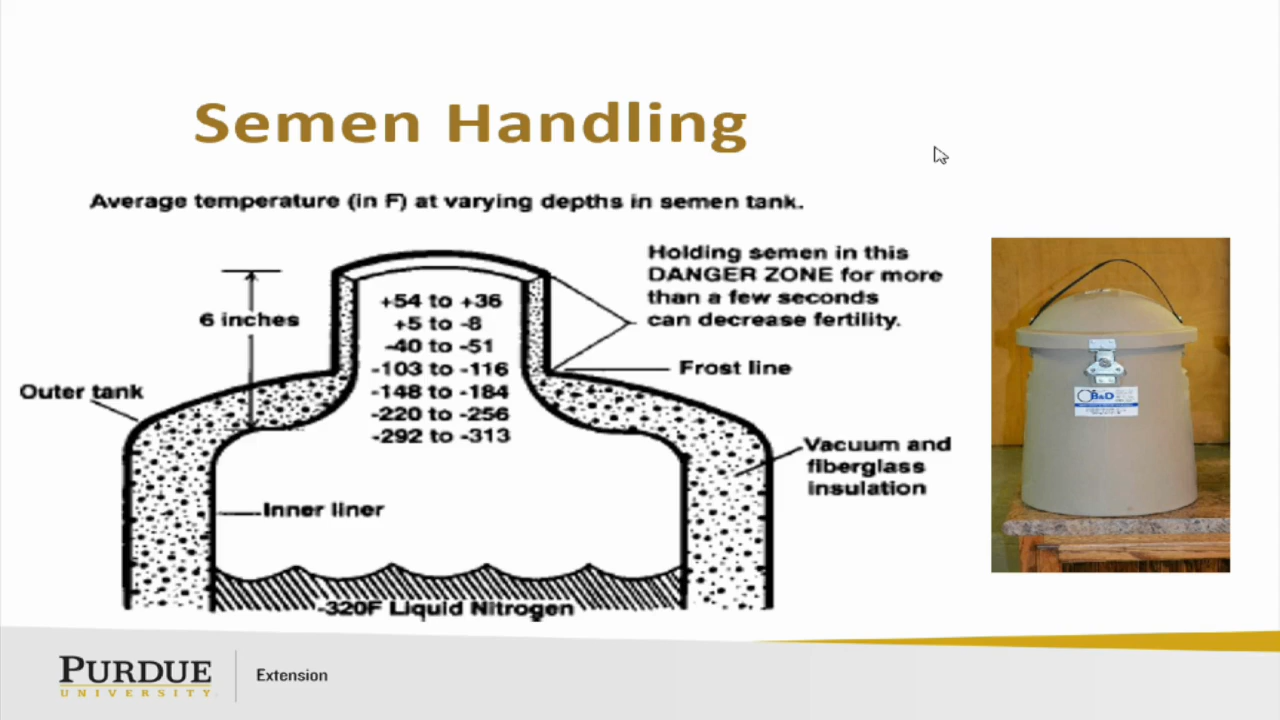 Semen Handling
Average temperature (in F) at varying depths in semen tank.
6 inches
+54 to +36
+5 to -8
-40 to -51
-103 to -116
-148 to -184
-220 to -256
-292 to -313
Holding semen in this
DANGER ZONE for more
than a few seconds
can decrease fertility.
Frost line
Outer tank
Vacuum and
fiberglass
insulation
Inner liner
-320F Liquid Nitrogen
B&D
PURDUE
UNIVERSITY
Extension